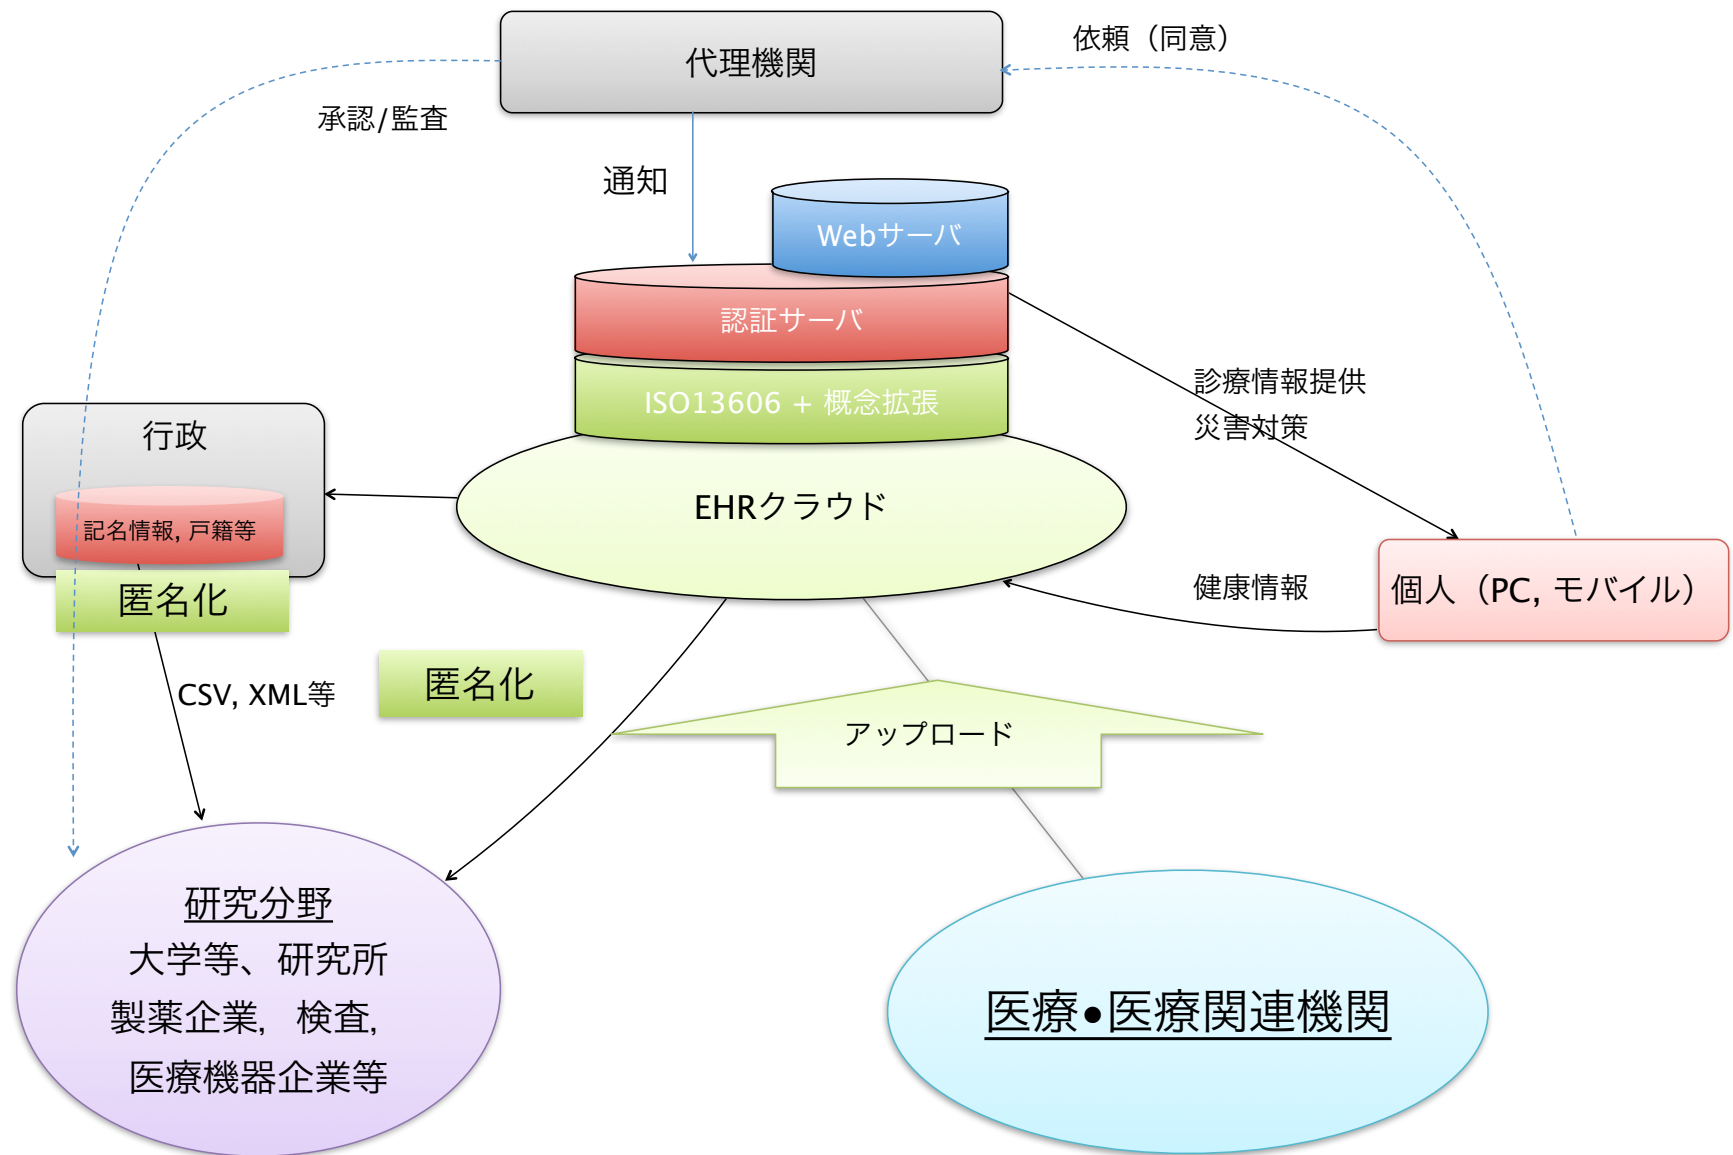 代理機関
依頼（同意）
承認/監査
通知
Webサーバ
認証サーバ
診療情報提供
ISO13606 + 概念拡張
災害対策
行政
EHRクラウド
記名情報, 戸籍等
健康情報
個人（PC, モバイル）
匿名化
匿名化
CSV, XML等
アップロード
研究分野
大学等、研究所
製薬企業, 検査,
医療機器企業等
医療•医療関連機関